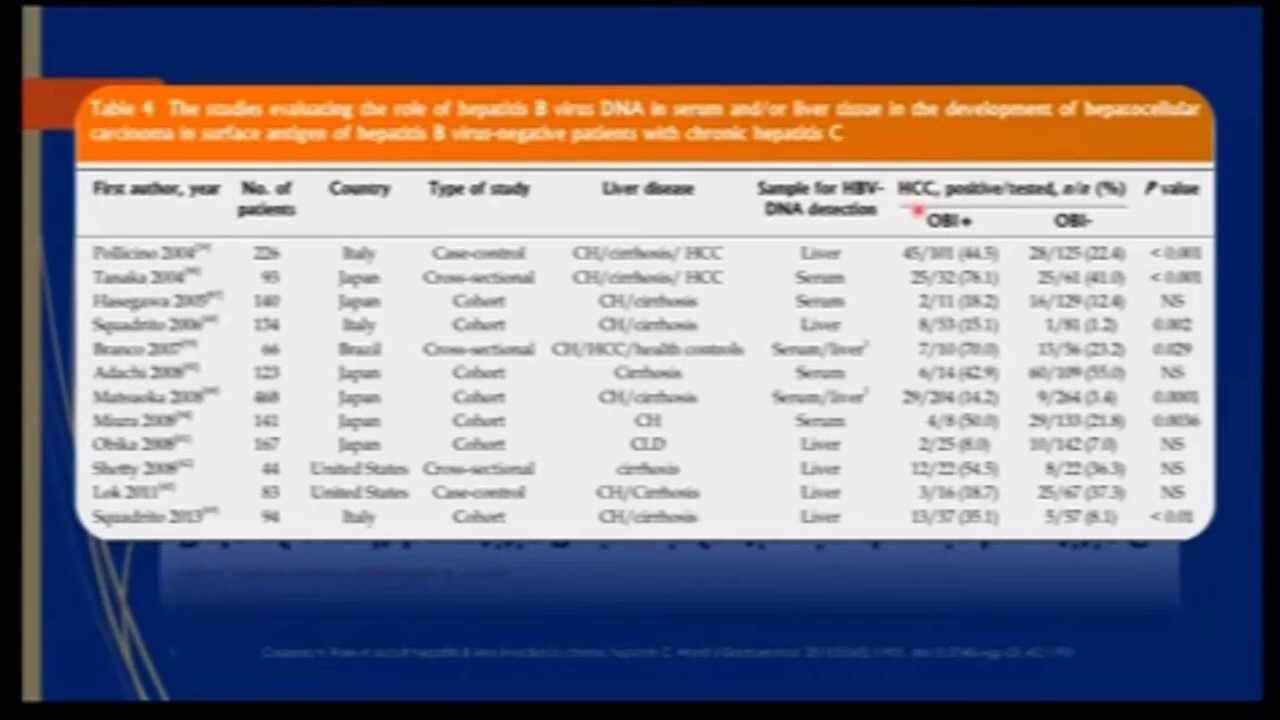 Table 4 The studies evaluating the role of hepatitis B virus DNA in serum and/or liver tissue in the development of hepatocellular
carcinoma in surface antigen of hepatitis B virus-negative patients with chronic hepatitis C
First author, year No. of patients Country Type of study Liver disease Sample for HBV-DNA detection HCC, positive/tested, n/n (%) P value
OBI+ OBI-
Pollicino 2004 226 Italy Case-control CH/cirrhosis/ HCC Liver 45/101 (44.5) 28/125 (22.4) < 0.001
Tanaka 2004 93 Japan Cross-sectional CH/cirrhosis/ HCC Serum 25/32 (78.1) 25/61 (41.0) < 0.001
Hasegawa 2005 140 Japan Cohort CH/cirrhosis Serum 2/11 (18.2) 16/129 (12.4) NS
Squadrito 2006 134 Italy Cohort CH/cirrhosis Liver 8/53 (15.1) 1/81 (1.2) 0.002
Branco 2007 66 Brazil Cross-sectional CH/HCC/health controls Serum/liver 7/10 (70.0) 13/56 (23.2) 0.029
Adachi 2008 123 Japan Cohort Cirrhosis Serum 6/14 (42.9) 60/109 (55.0) NS
Matsuoka 2008 468 Japan Cohort CH/cirrhosis Serum/liver 29/204 (14.2) 9/264 (3.4) 0.0001
Miura 2008 141 Japan Cohort CH Serum 4/8 (50.0) 29/133 (21.8) 0.0036
Obika 2008 167 Japan Cohort CLD Liver 2/25 (8.0) 10/142 (7.0) NS
Shetty 2008 44 United States Cross-sectional cirrhosis Liver 12/22 (54.5) 8/22 (36.3) NS
Lok 2011 83 United States Case-control CH/Cirrhosis Liver 3/16 (18.7) 25/67 (37.3) NS
Squadrito 2013 94 Italy Cohort CH/cirrhosis Liver 13/37 (35.1) 5/57 (8.1) < 0.01